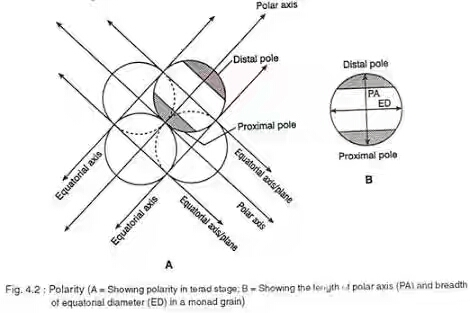 Polar axis
Distal pole
Proximal pole
Equatorial axis
Equatorial axis
Equatorial axis/plane
Equatorial axis/plane
Polar axis
A
Distal pole
PA
ED
Proximal pole
B
Fig. 4.2 : Polarity (A = Showing polarity in terad stage; B = Showing the length of polar axis (PA) and breadth
of equatorial diameter (ED) in a monad grain)